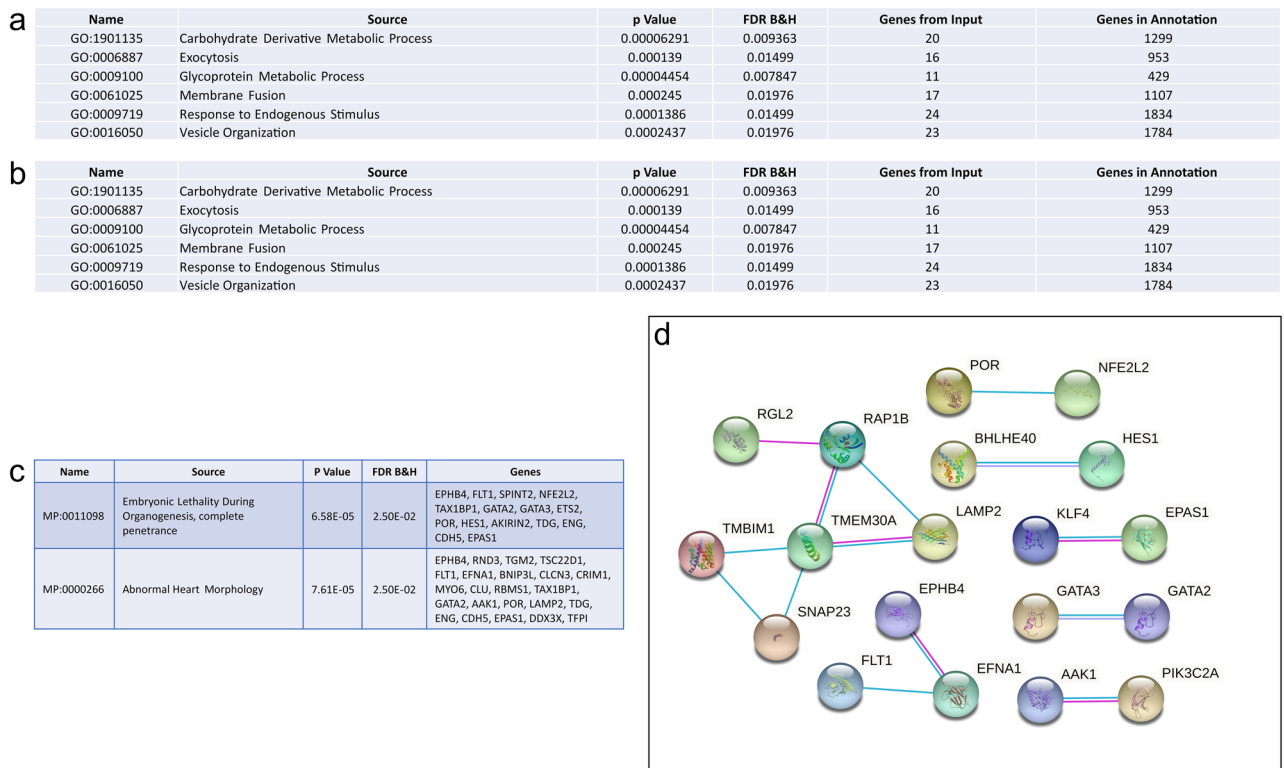 a
Name Source p Value FDR B&H Genes from Input Genes in Annotation
GO:1901135 Carbohydrate Derivative Metabolic Process 0.00006291 0.009363 20 1299
GO:0006887 Exocytosis 0.000139 0.01499 16 953
GO:0009100 Glycoprotein Metabolic Process 0.00004454 0.007847 11 429
GO:0061025 Membrane Fusion 0.000245 0.01976 17 1107
GO:0009719 Response to Endogenous Stimulus 0.0001386 0.01499 24 1834
GO:0016050 Vesicle Organization 0.0002437 0.01976 23 1784
b
Name Source p Value FDR B&H Genes from Input Genes in Annotation
GO:1901135 Carbohydrate Derivative Metabolic Process 0.00006291 0.009363 20 1299
GO:0006887 Exocytosis 0.000139 0.01499 16 953
GO:0009100 Glycoprotein Metabolic Process 0.00004454 0.007847 11 429
GO:0061025 Membrane Fusion 0.000245 0.01976 17 1107
GO:0009719 Response to Endogenous Stimulus 0.0001386 0.01499 24 1834
GO:0016050 Vesicle Organization 0.0002437 0.01976 23 1784
c
Name Source P Value FDR B&H Genes
MP:0011098 Embryonic Lethality During
Organogenesis, complete
penetrance 6.58E-05 2.50E-02
EPHB4, FLT1, SPINT2, NFE2L2,
TAX1BP1, GATA2, GATA3, ETS2,
POR, HES1, AKIRIN2, TDG, ENG,
CDH5, EPAS1
MP:0000266 Abnormal Heart Morphology 7.61E-05 2.50E-02
EPHB4, RND3, TGM2, TSC22D1,
FLT1, EFNA1, BNIP3L, CLCN3, CRIM1,
MYO6, CLU, RBMS1, TAX1BP1,
GATA2, AAK1, POR, LAMP2, TDG,
ENG, CDH5, EPAS1, DDX3X, TFPI
d
POR
NFE2L2
RGL2
RAP1B
BHLHE40
HES1
TMBIM1
TMEM30A
LAMP2
KLF4
EPAS1
SNAP23
EPHB4
GATA3
GATA2
FLT1
EFNA1
AAK1
PIK3C2A